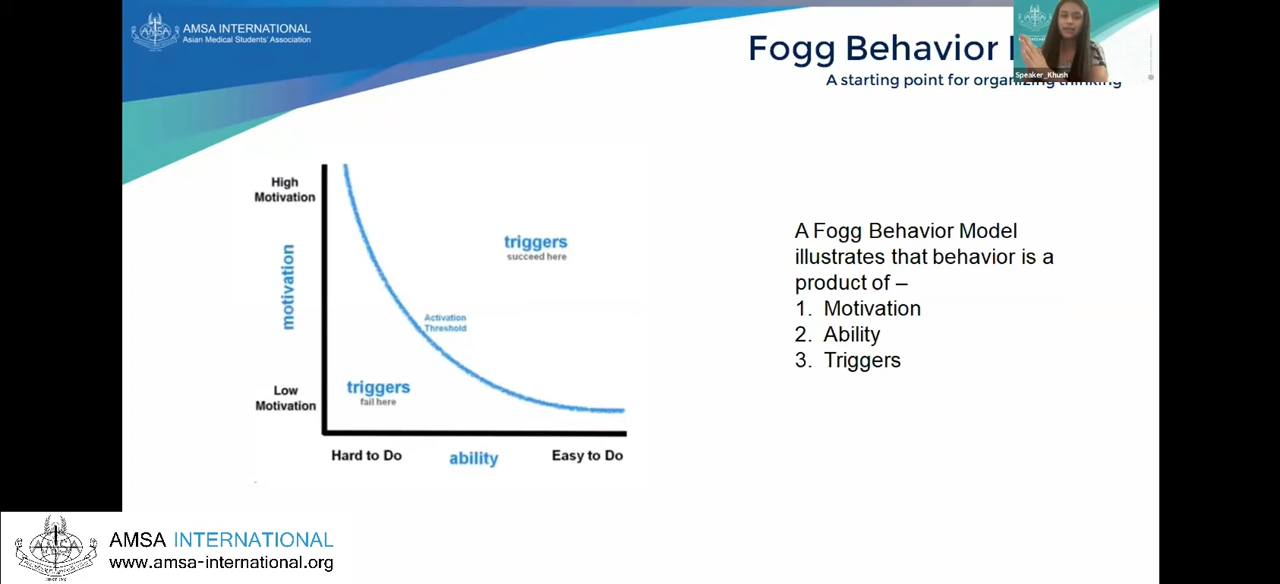 AMSA INTERNATIONAL
Asian Medical Students' Association
Fogg Behavior
A starting point for organizing thinking
Speaker_Khush
High
Motivation
motivation
Low
Motivation
triggers
succeed here
Activation
Threshold
triggers
fail here
Hard to Do
ability
Easy to Do
A Fogg Behavior Model
illustrates that behavior is a
product of –
1. Motivation
2. Ability
3. Triggers
AMSA INTERNATIONAL
www.amsa-international.org